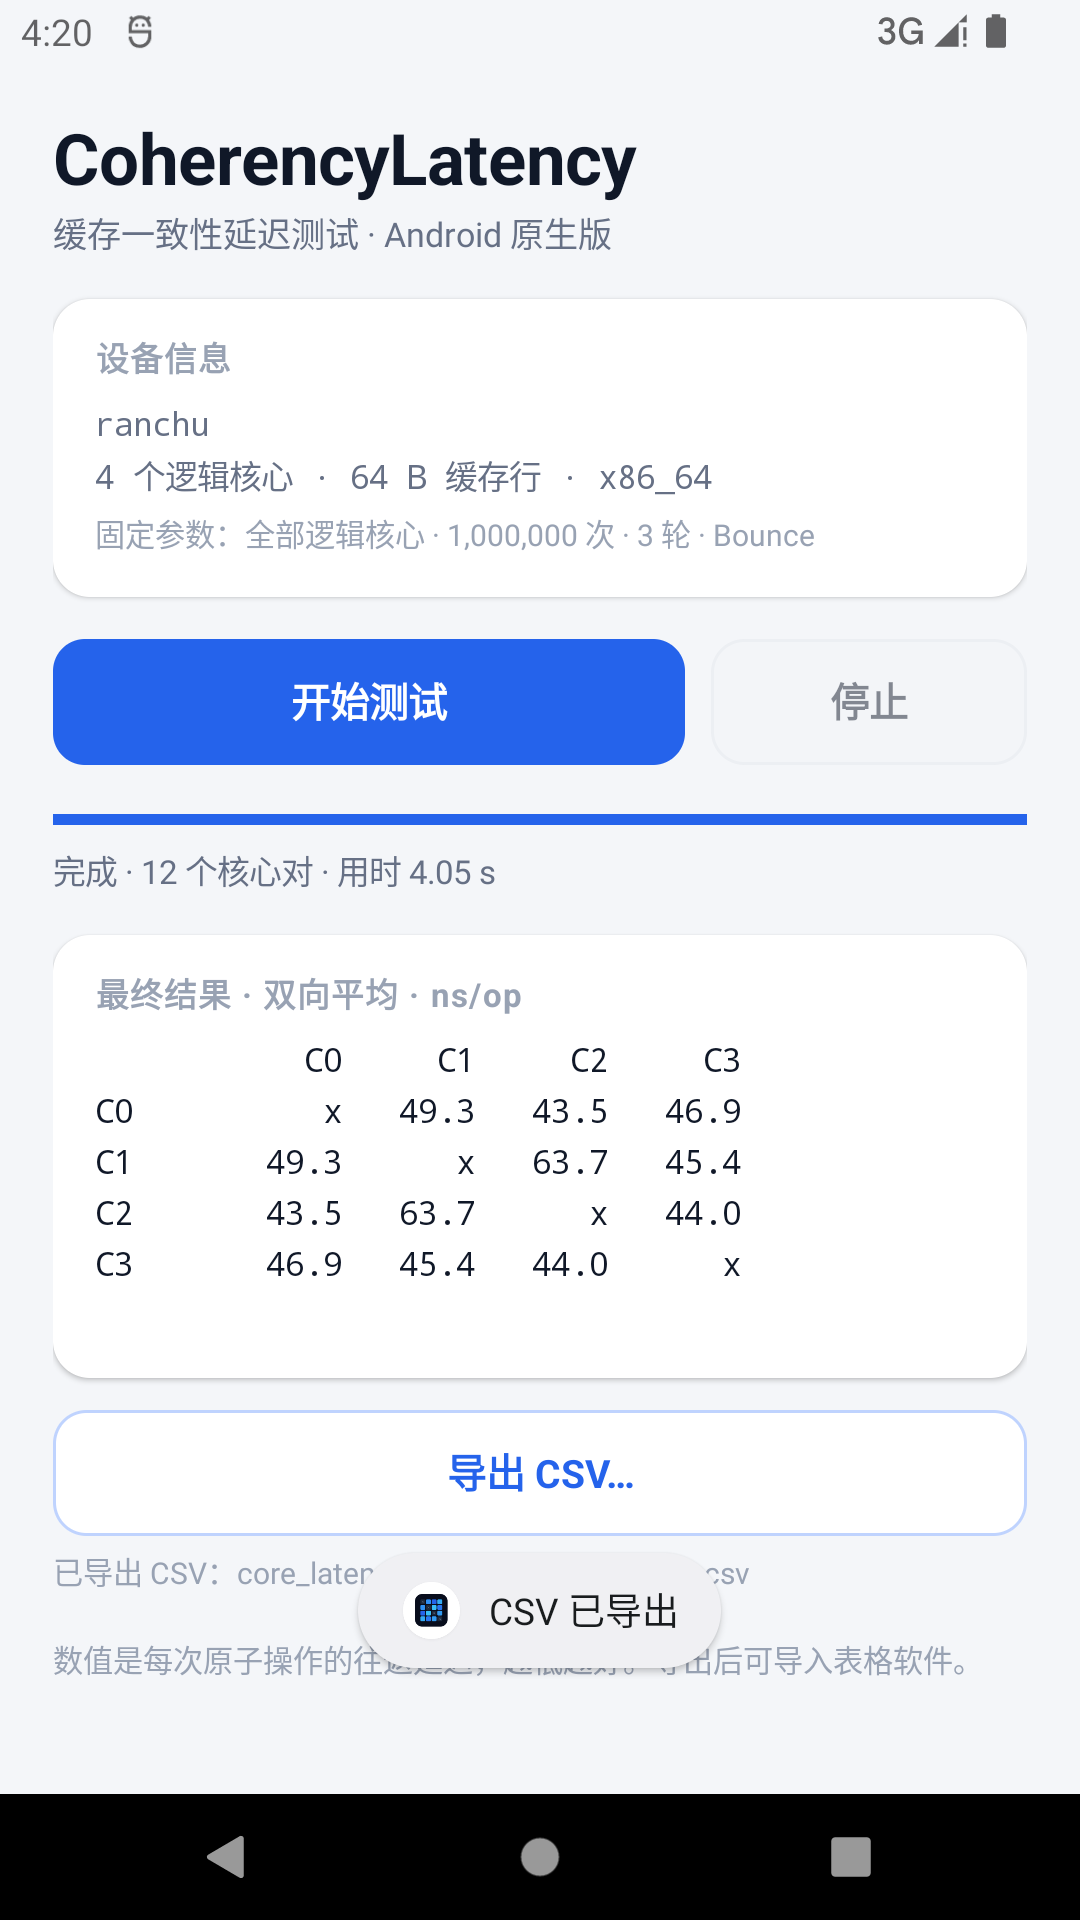 4:20
3G
CoherencyLatency
缓存一致性延迟测试 · Android 原生版
设备信息
ranchu
4 个逻辑核心 · 64 B 缓存行 · x86_64
固定参数：全部逻辑核心 · 1,000,000 次 · 3 轮 · Bounce
开始测试
停止
完成 · 12 个核心对 · 用时 4.05 s
最终结果 · 双向平均 · ns/op
C0 C1 C2 C3
C0 x 49.3 43.5 46.9
C1 49.3 x 63.7 45.4
C2 43.5 63.7 x 44.0
C3 46.9 45.4 44.0 x
导出 CSV…
已导出 CSV：core_laten csv
CSV 已导出
数值是每次原子操作的往 出后可导入表格软件。